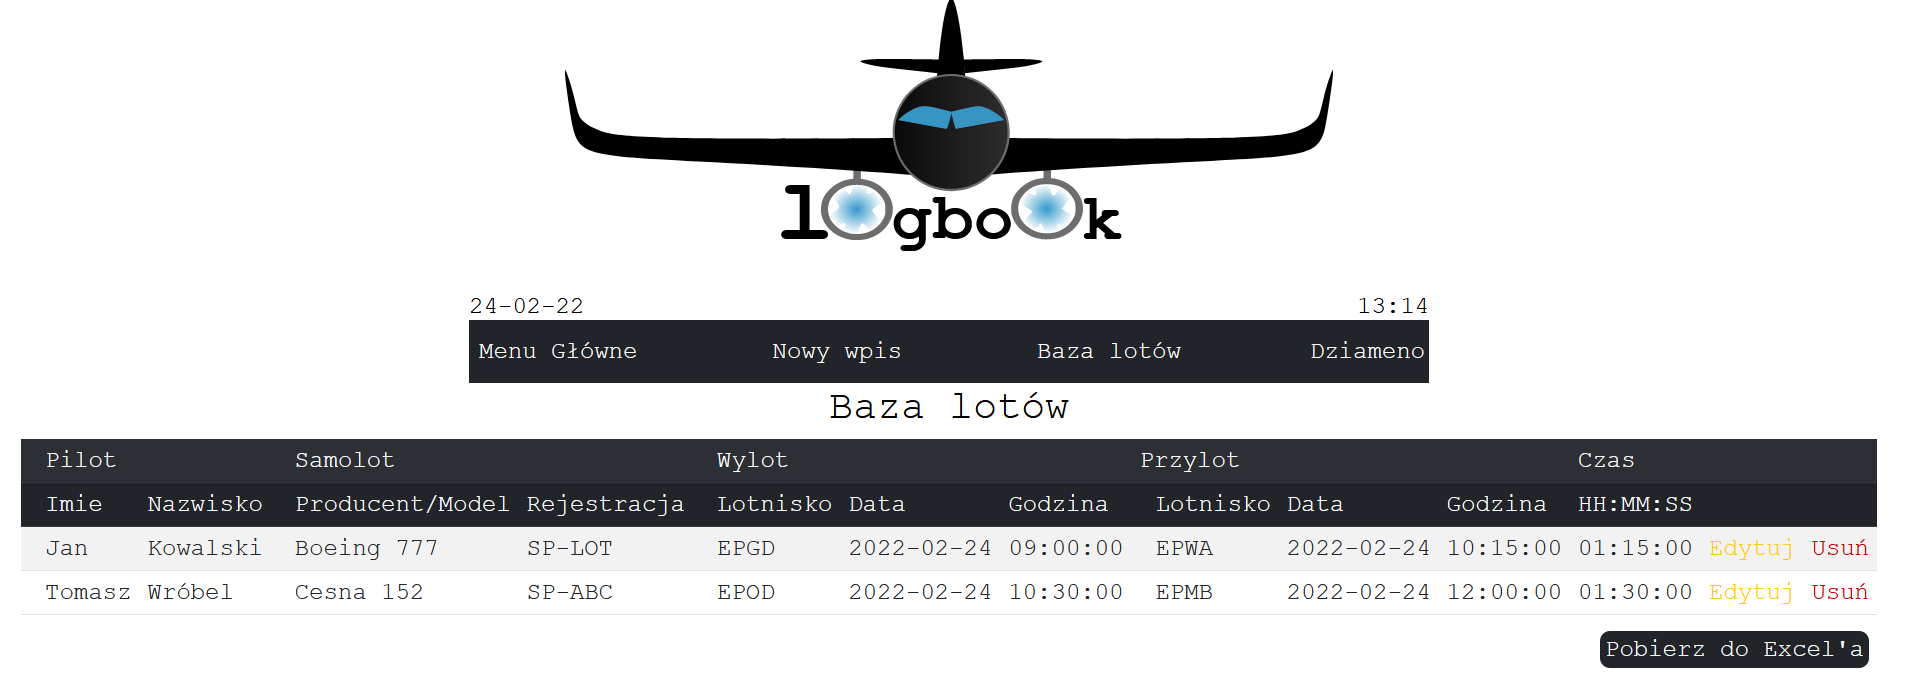 logbook
24-02-22 13:14
Menu Główne Nowy wpis Baza lotów Dziameno
Baza lotów
Pilot Samolot Wylot Przylot Czas
Imie Nazwisko Producent/Model Rejestracja Lotnisko Data Godzina Lotnisko Data Godzina HH:MM:SS
Jan Kowalski Boeing 777 SP-LOT EPGD 2022-02-24 09:00:00 EPWA 2022-02-24 10:15:00 01:15:00 Edytuj Usuń
Tomasz Wróbel Cesna 152 SP-ABC EPOD 2022-02-24 10:30:00 EPMB 2022-02-24 12:00:00 01:30:00 Edytuj Usuń
Pobierz do Excel'a